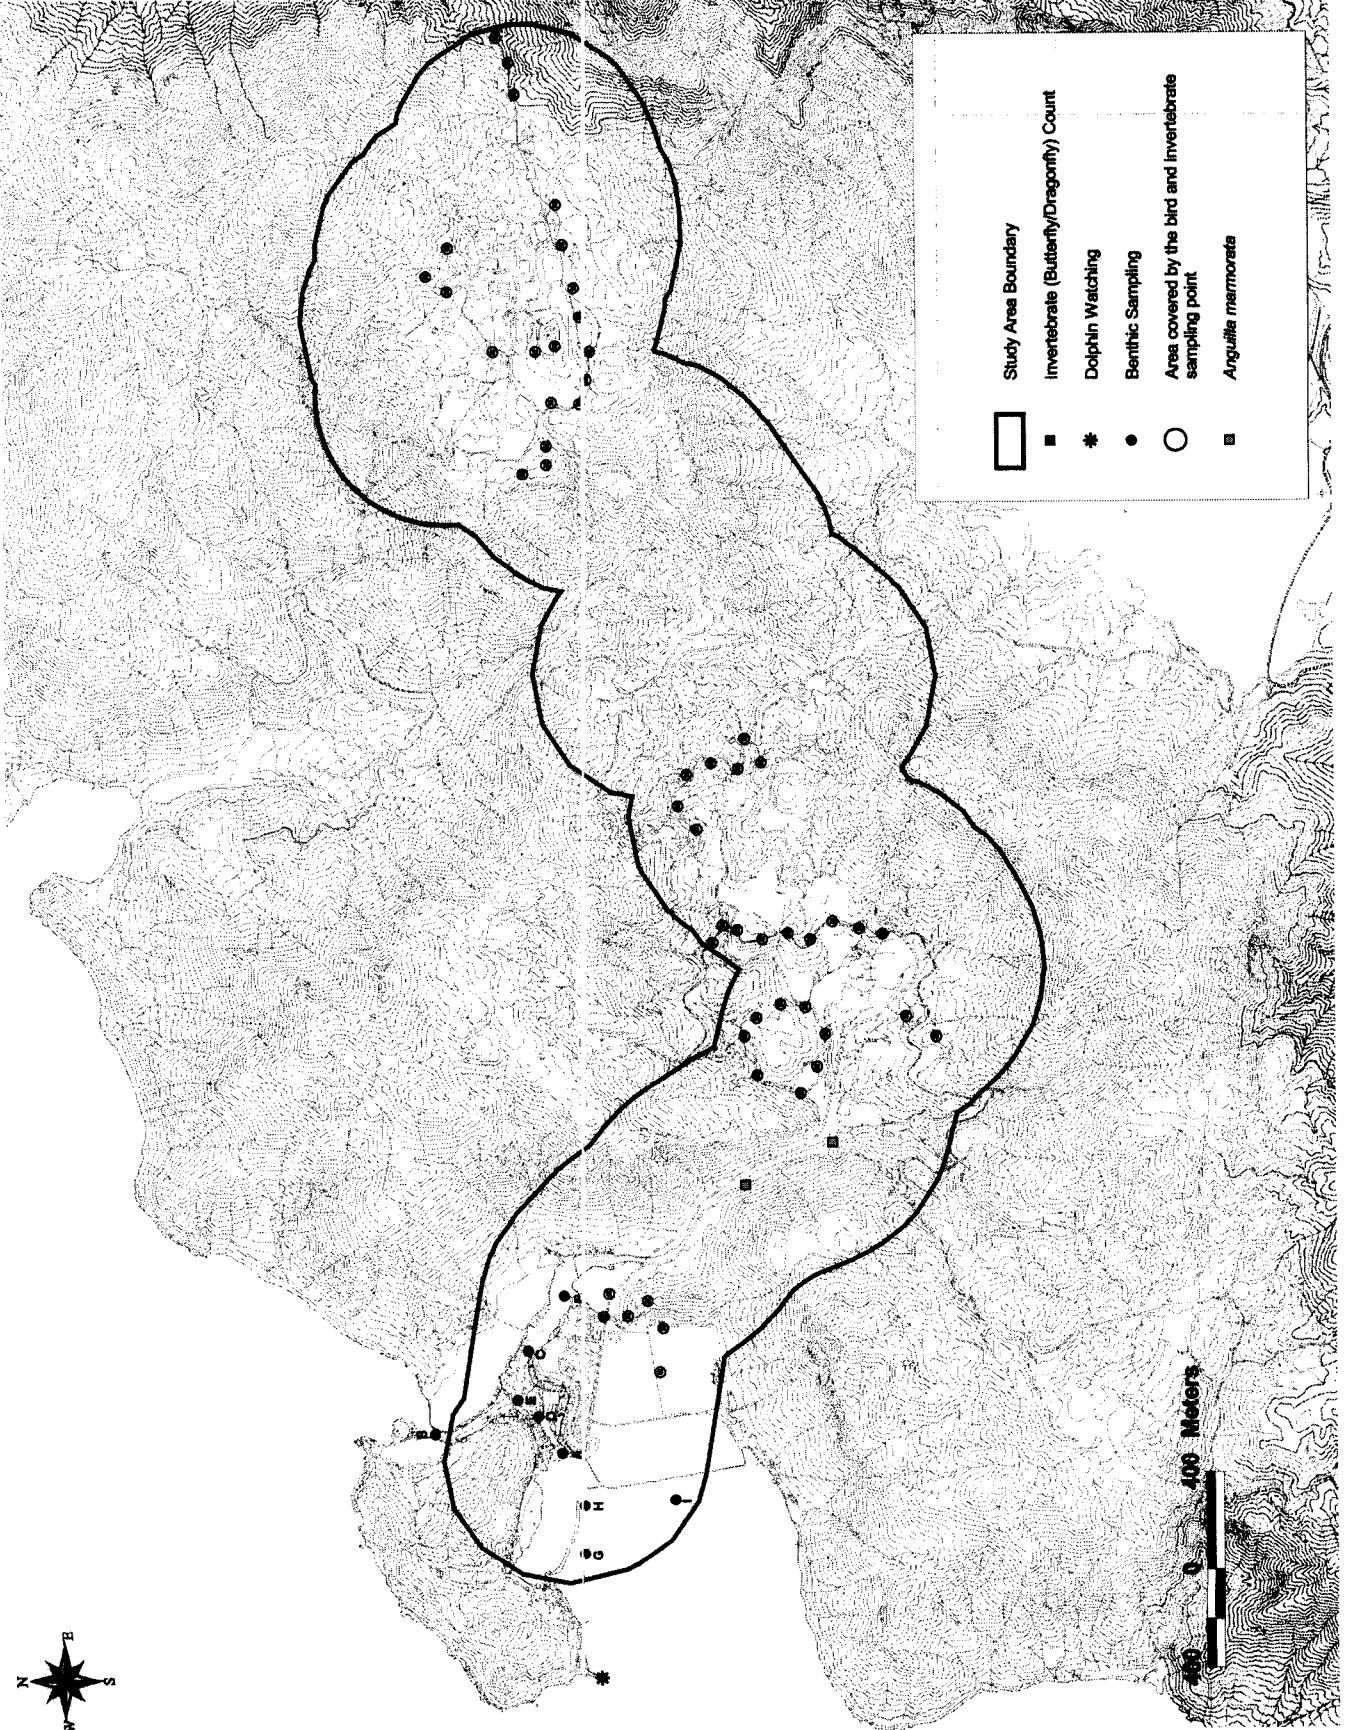 N
W
E
S
Study Area Boundary
Invertebrate (Butterfly/Dragonfly) Count
Dolphin Watching
Benthic Sampling
Area covered by the bird and invertebrate
sampling point
Anguilla marmorata
400 0 400 Meters
B
C
E
D
A
F
H
G
I